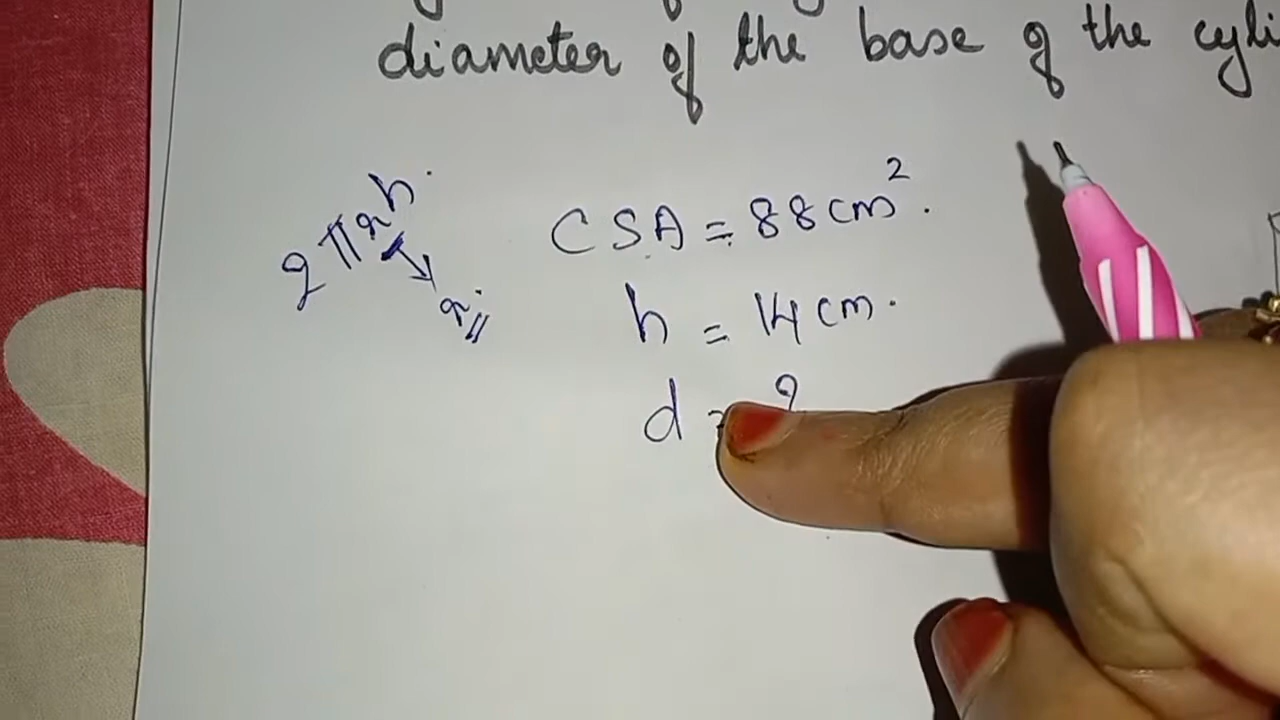 diameter of the base of the
2πrh.
r
CSA = 88 cm².
h = 14 cm.
d = ?